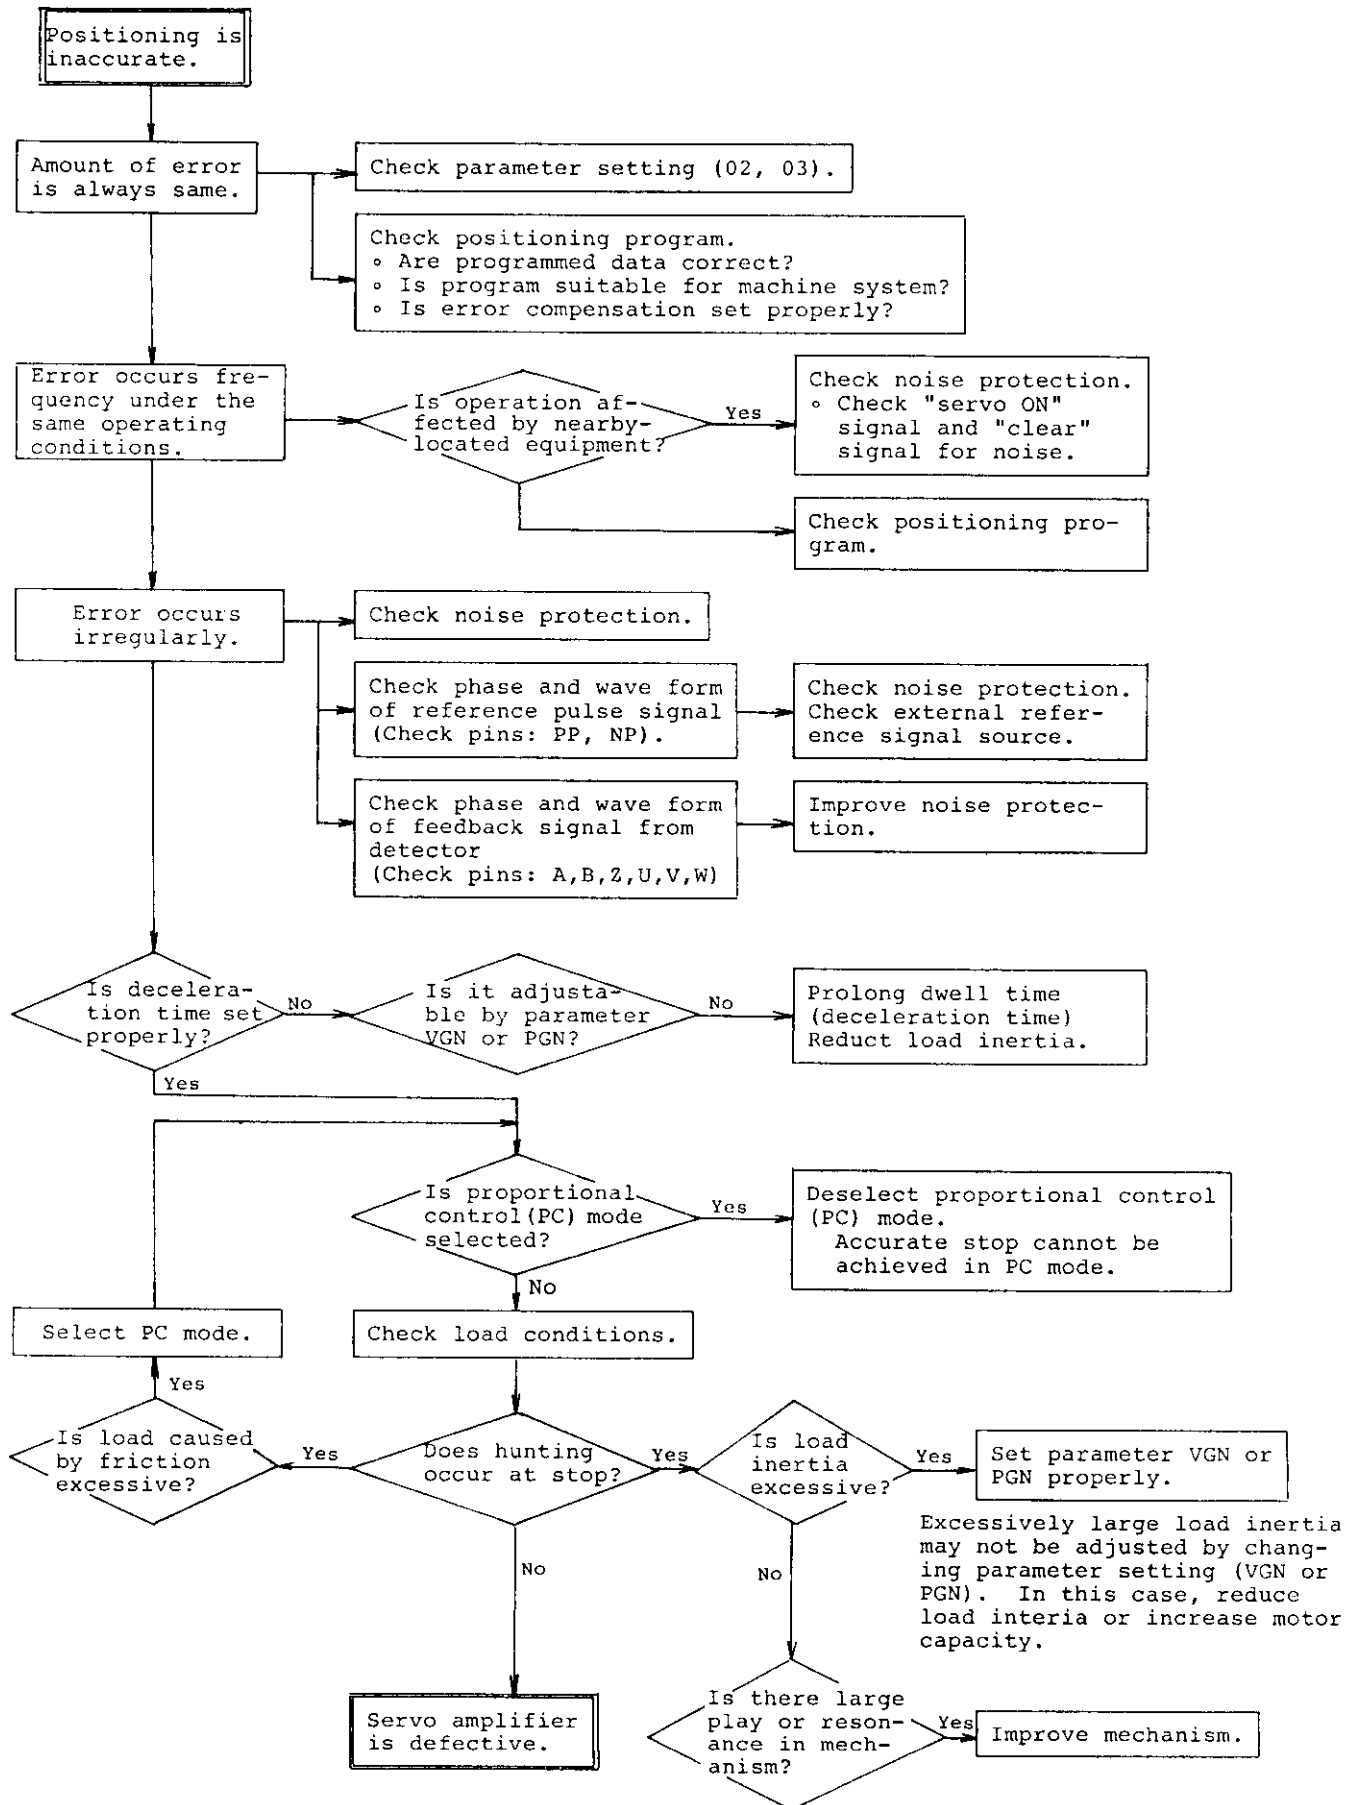 Positioning is
inaccurate.
Amount of error
is always same.
Check parameter setting (02, 03).
Check positioning program.
∘ Are programmed data correct?
∘ Is program suitable for machine system?
∘ Is error compensation set properly?
Error occurs fre-
quency under the
same operating
conditions.
Is operation af-
fected by nearby-
located equipment?
Yes
Check noise protection.
∘ Check "servo ON"
signal and "clear"
signal for noise.
Check positioning pro-
gram.
Error occurs
irregularly.
Check noise protection.
Check phase and wave form
of reference pulse signal
(Check pins: PP, NP).
Check noise protection.
Check external refer-
ence signal source.
Check phase and wave form
of feedback signal from
detector
(Check pins: A,B,Z,U,V,W)
Improve noise protec-
tion.
Is decelera-
tion time set
properly?
No
Is it adjusta-
ble by parameter
VGN or PGN?
No
Prolong dwell time
(deceleration time)
Reduct load inertia.
Yes
Is proportional
control(PC) mode
selected?
Yes
Deselect proportional control
(PC) mode.
Accurate stop cannot be
achieved in PC mode.
No
Select PC mode.
Check load conditions.
Yes
Is load caused
by friction
excessive?
Yes
Does hunting
occur at stop?
Yes
Is load
inertia
excessive?
Yes
Set parameter VGN or
PGN properly.
Excessively large load inertia
may not be adjusted by chang-
ing parameter setting (VGN or
PGN). In this case, reduce
load interia or increase motor
capacity.
No
No
Servo amplifier
is defective.
Is there large
play or reson-
ance in mech-
anism?
Yes
Improve mechanism.